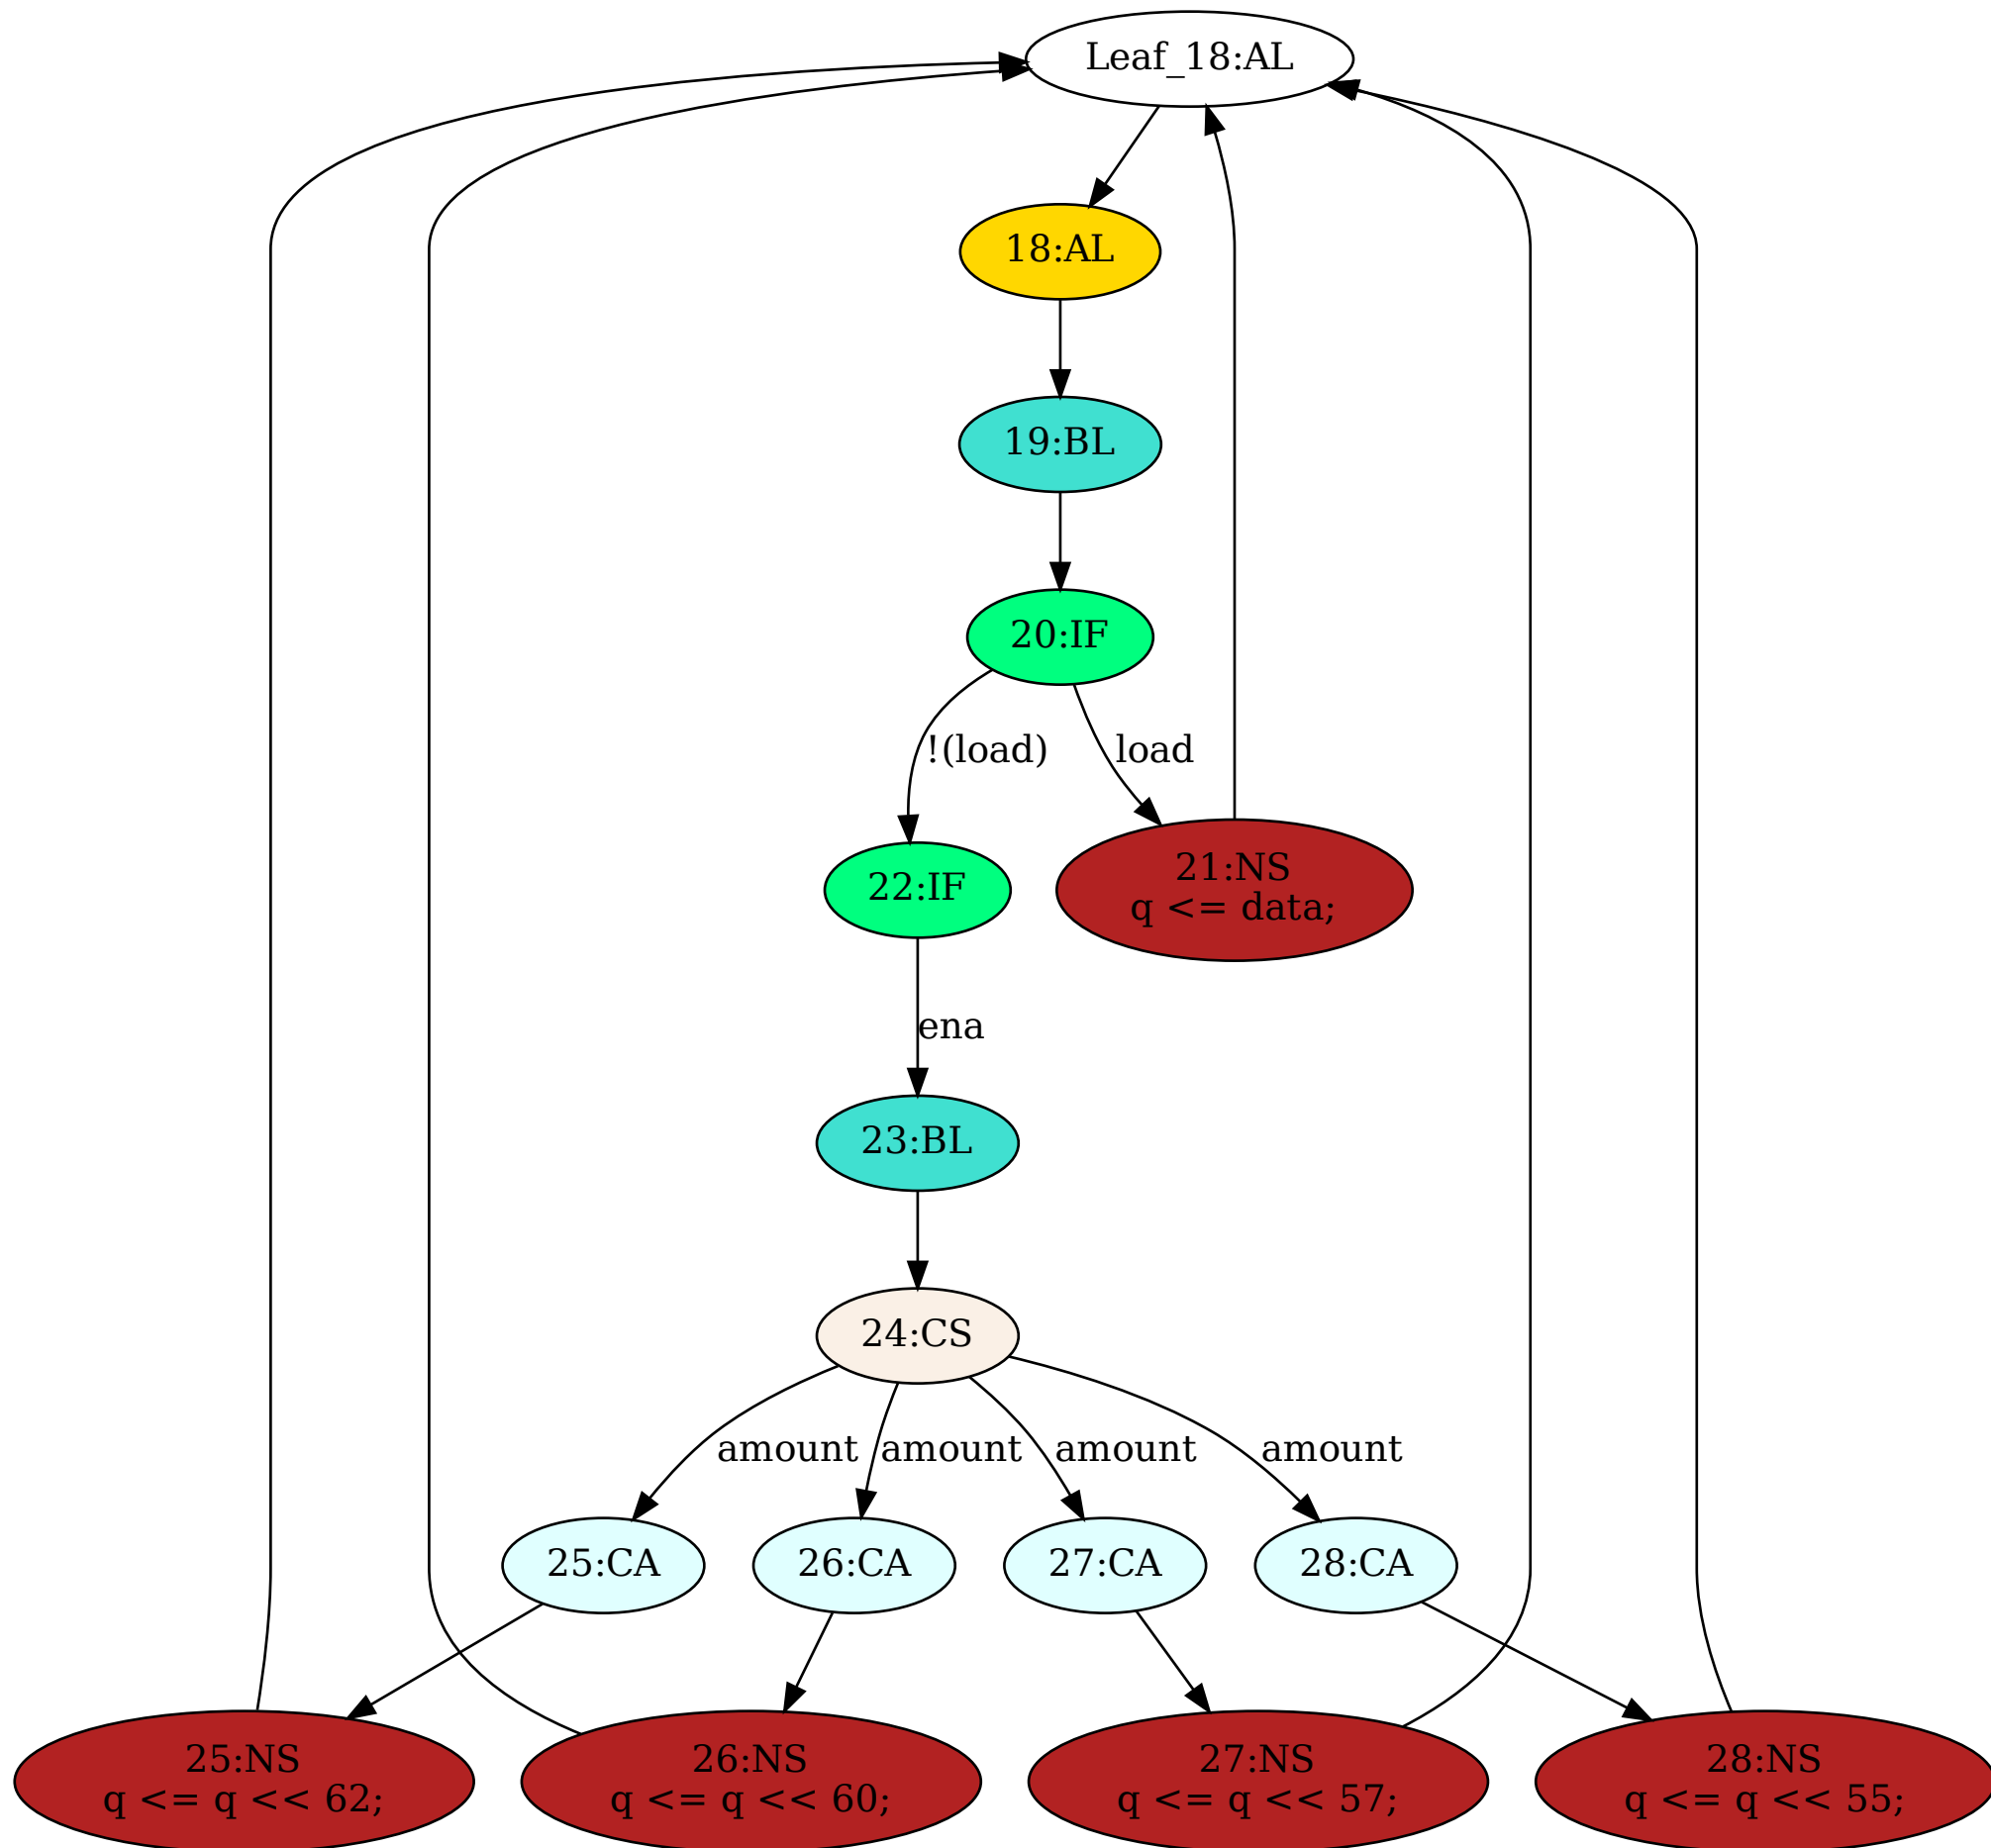 Leaf_18:AL
18:AL
19:BL
20:IF
!(load)
load
22:IF
21:NS
q <= data;
ena
23:BL
24:CS
amount
amount
amount
amount
25:CA
26:CA
27:CA
28:CA
25:NS
q <= q << 62;
26:NS
q <= q << 60;
27:NS
q <= q << 57;
28:NS
q <= q << 55;